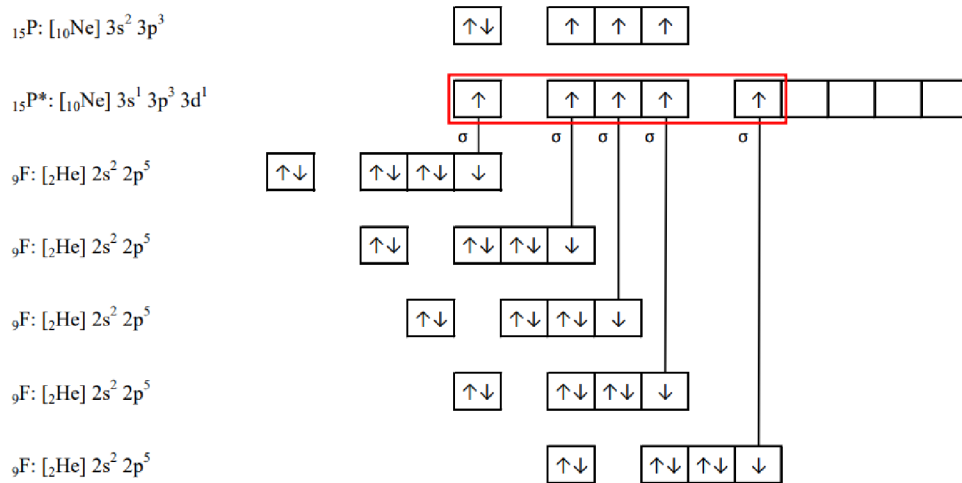 ₁₅P: [₁₀Ne] 3s² 3p³ ↑↓ ↑ ↑ ↑
₁₅P*: [₁₀Ne] 3s¹ 3p³ 3d¹ ↑ ↑ ↑ ↑ ↑
σ σ σ σ σ
₉F: [₂He] 2s² 2p⁵ ↑↓ ↑↓ ↑↓ ↓
₉F: [₂He] 2s² 2p⁵ ↑↓ ↑↓ ↑↓ ↓
₉F: [₂He] 2s² 2p⁵ ↑↓ ↑↓ ↑↓ ↓
₉F: [₂He] 2s² 2p⁵ ↑↓ ↑↓ ↑↓ ↓
₉F: [₂He] 2s² 2p⁵ ↑↓ ↑↓ ↑↓ ↓